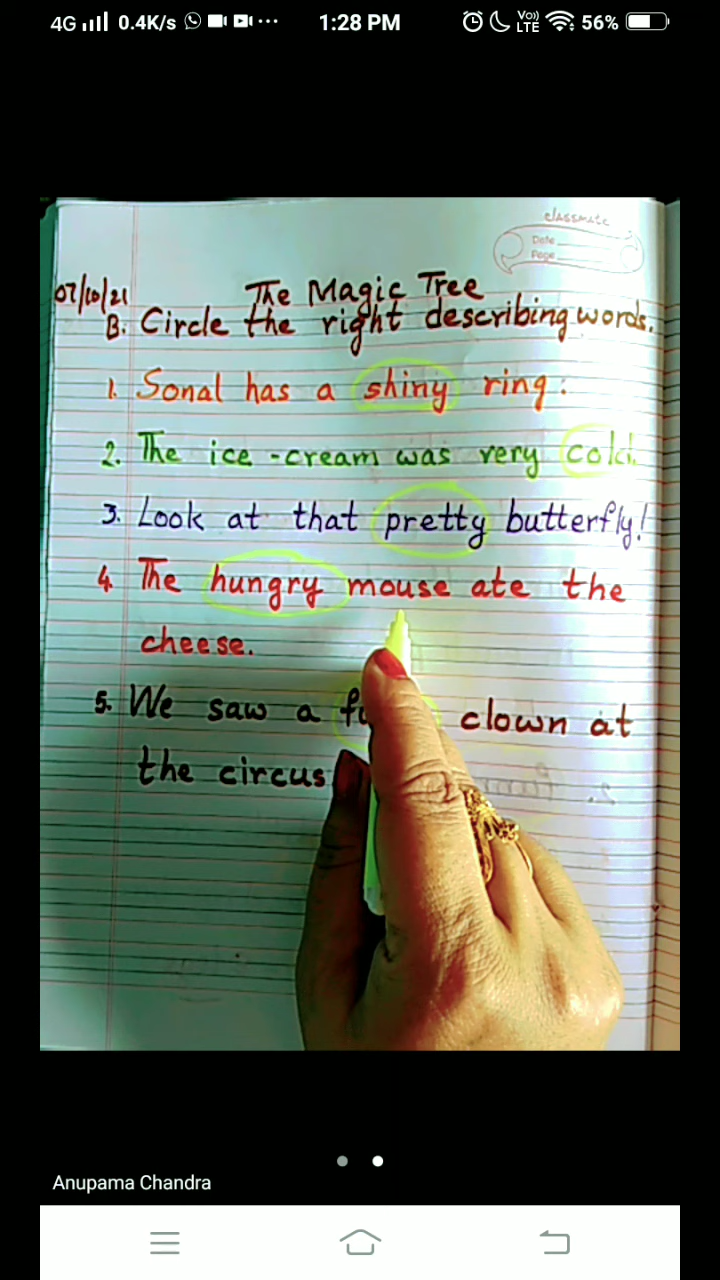 4G 0.4K/s ... 1:28 PM Vo) LTE 56%
classmate
Date
Page
07/10/21 The Magic Tree
B. Circle the right describing words.
1. Sonal has a shiny ring.
2. The ice-cream was very cold.
3. Look at that pretty butterfly!
4. The hungry mouse ate the
cheese.
5. We saw a clown at
the circus
Anupama Chandra